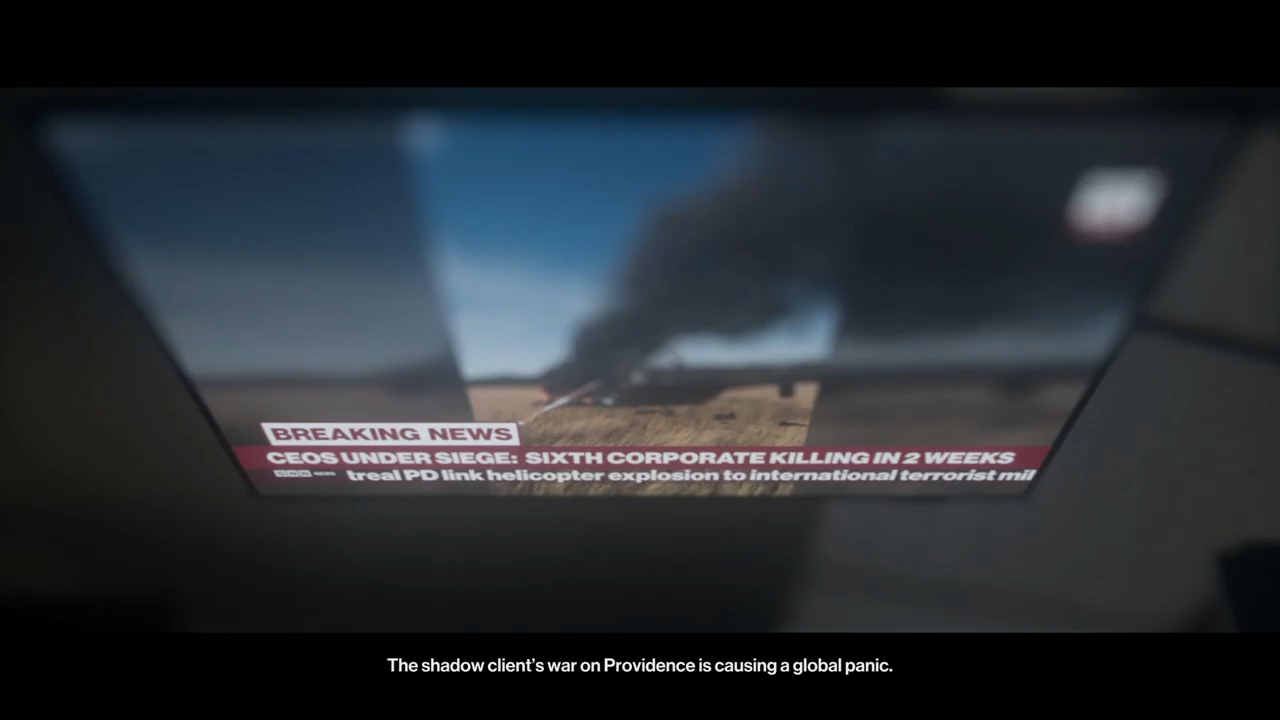 BREAKING NEWS
CEOS UNDER SIEGE: SIXTH CORPORATE KILLING IN 2 WEEKS
NEWS treal PD link helicopter explosion to international terrorist mil
The shadow client's war on Providence is causing a global panic.